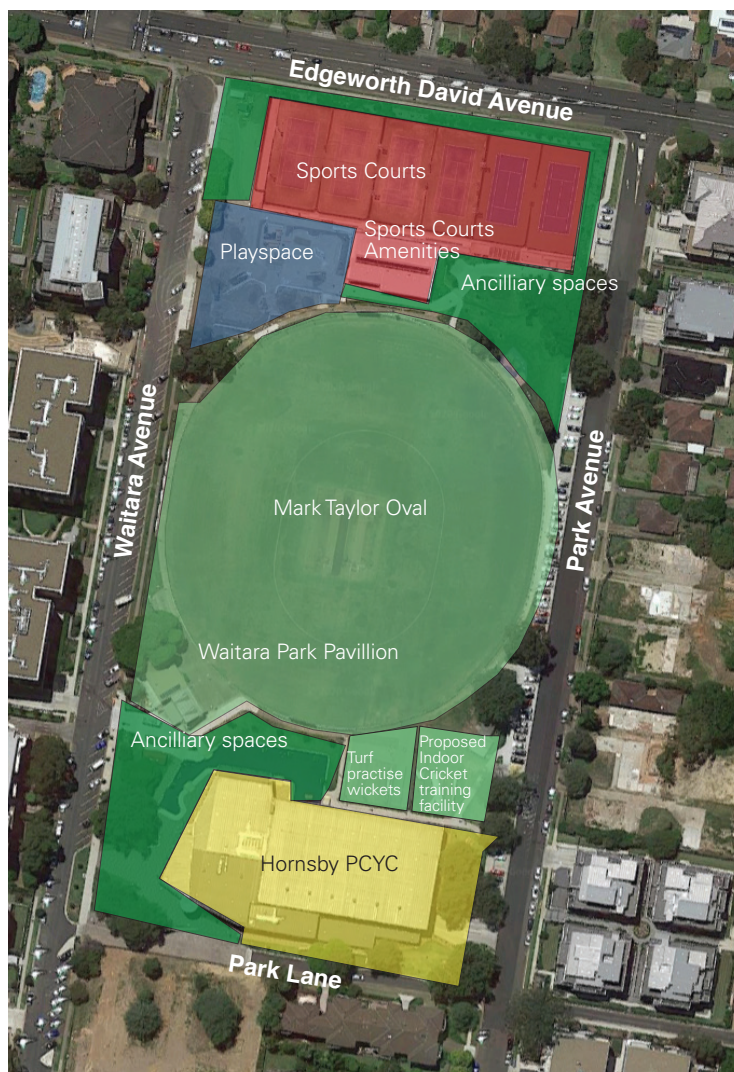 Edgeworth David Avenue
Sports Courts
Sports Courts
Amenities
Playspace
Ancilliary spaces
Waitara Avenue
Mark Taylor Oval
Park Avenue
Waitara Park Pavillion
Ancilliary spaces
Turf
practise
wickets
Proposed
Indoor
Cricket
training
facility
Hornsby PCYC
Park Lane